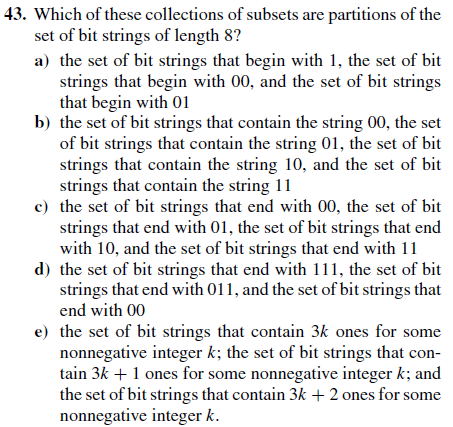 43. Which of these collections of subsets are partitions of the
set of bit strings of length 8?
a) the set of bit strings that begin with 1, the set of bit
strings that begin with 00, and the set of bit strings
that begin with 01
b) the set of bit strings that contain the string 00, the set
of bit strings that contain the string 01, the set of bit
strings that contain the string 10, and the set of bit
strings that contain the string 11
c) the set of bit strings that end with 00, the set of bit
strings that end with 01, the set of bit strings that end
with 10, and the set of bit strings that end with 11
d) the set of bit strings that end with 111, the set of bit
strings that end with 011, and the set of bit strings that
end with 00
e) the set of bit strings that contain 3k ones for some
nonnegative integer k; the set of bit strings that con-
tain 3k + 1 ones for some nonnegative integer k; and
the set of bit strings that contain 3k + 2 ones for some
nonnegative integer k.